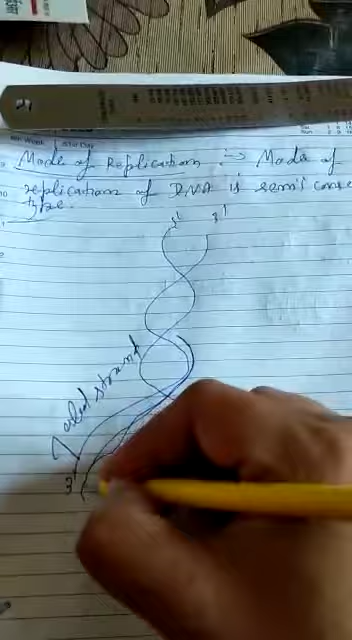 Mode of Replication :-> Mode of
replication of DNA is semi conse
type.
5' 3'
old strand
3'